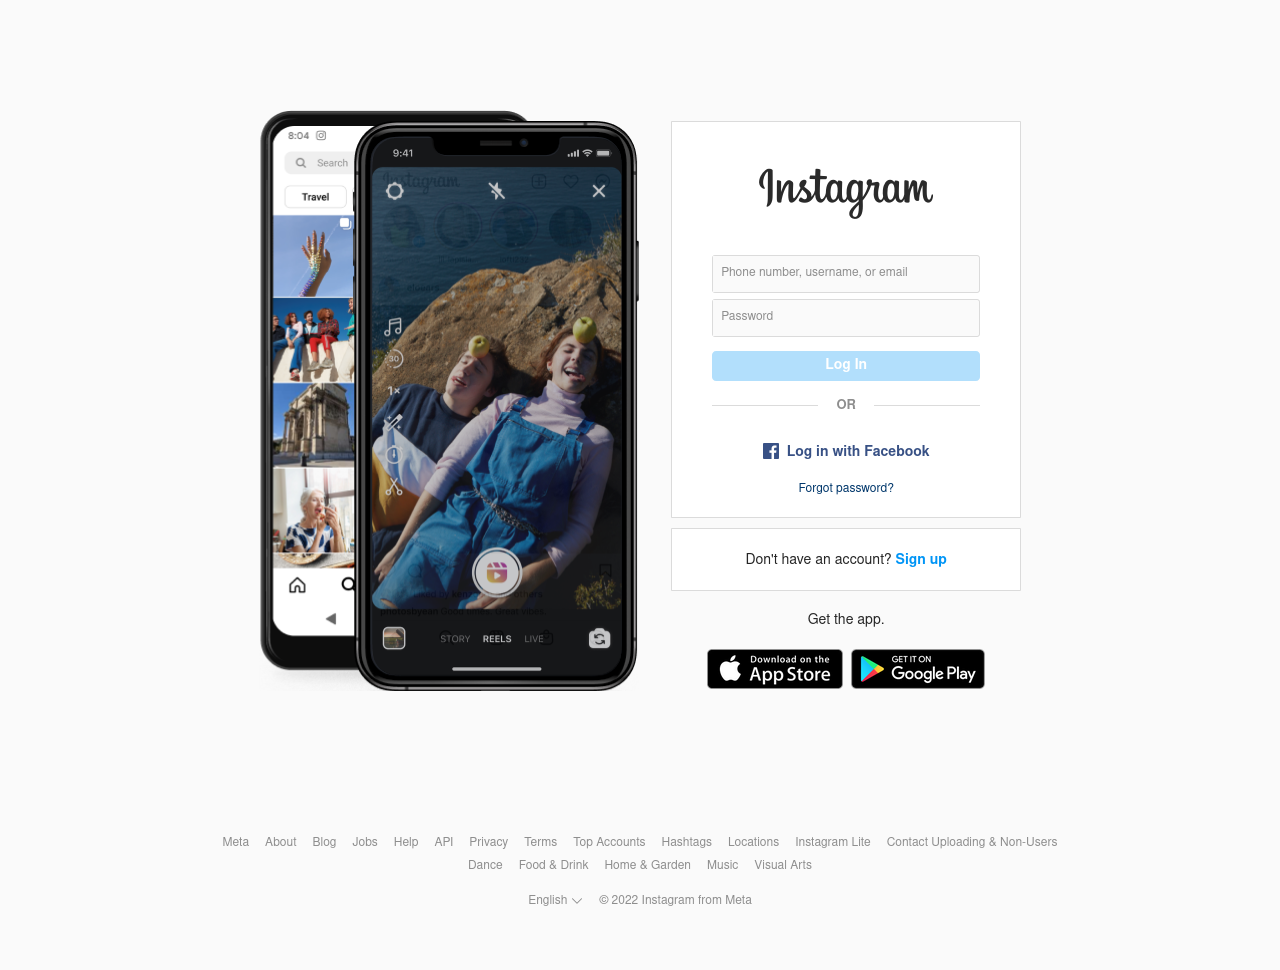 8:04
Search
Travel
9:41
30
1×
STORY REELS LIVE
Instagram
Phone number, username, or email
Password
Log In
OR
Log in with Facebook
Forgot password?
Don't have an account? Sign up
Get the app.
Download on the
App Store
GET IT ON
Google Play
Meta About Blog Jobs Help API Privacy Terms Top Accounts Hashtags Locations Instagram Lite Contact Uploading & Non-Users
Dance Food & Drink Home & Garden Music Visual Arts
English © 2022 Instagram from Meta